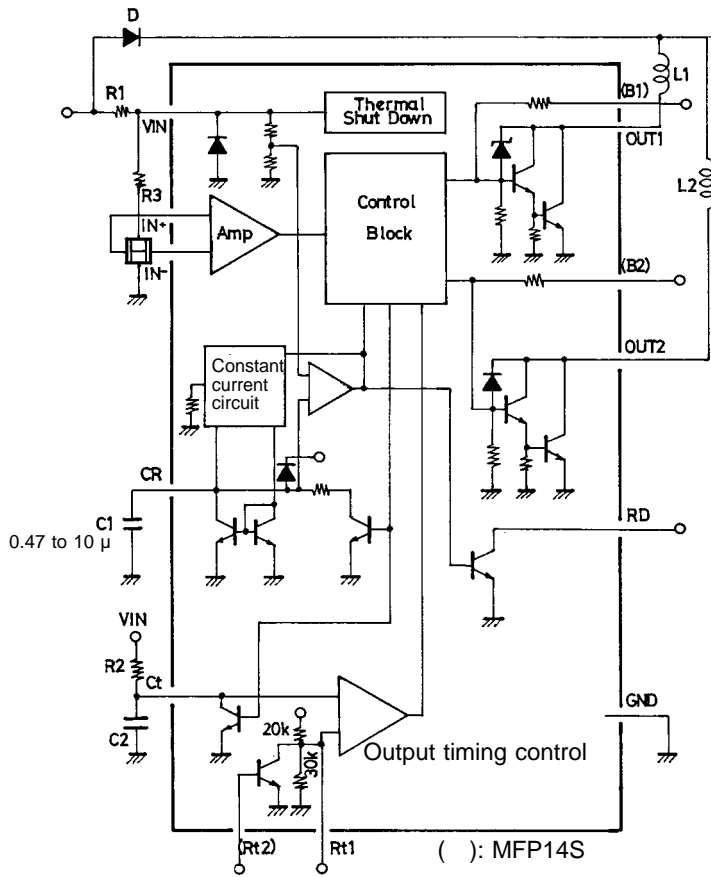 D
L1
(B1)
R1
VIN
Thermal
Shut Down
OUT1
L2
R3
IN+
Amp
Control
Block
IN-
(B2)
OUT2
Constant
current
circuit
CR
C1
0.47 to 10 µ
RD
VIN
R2
Ct
C2
GND
20k
30k
Output timing control
(Rt2)
Rt1
( ): MFP14S